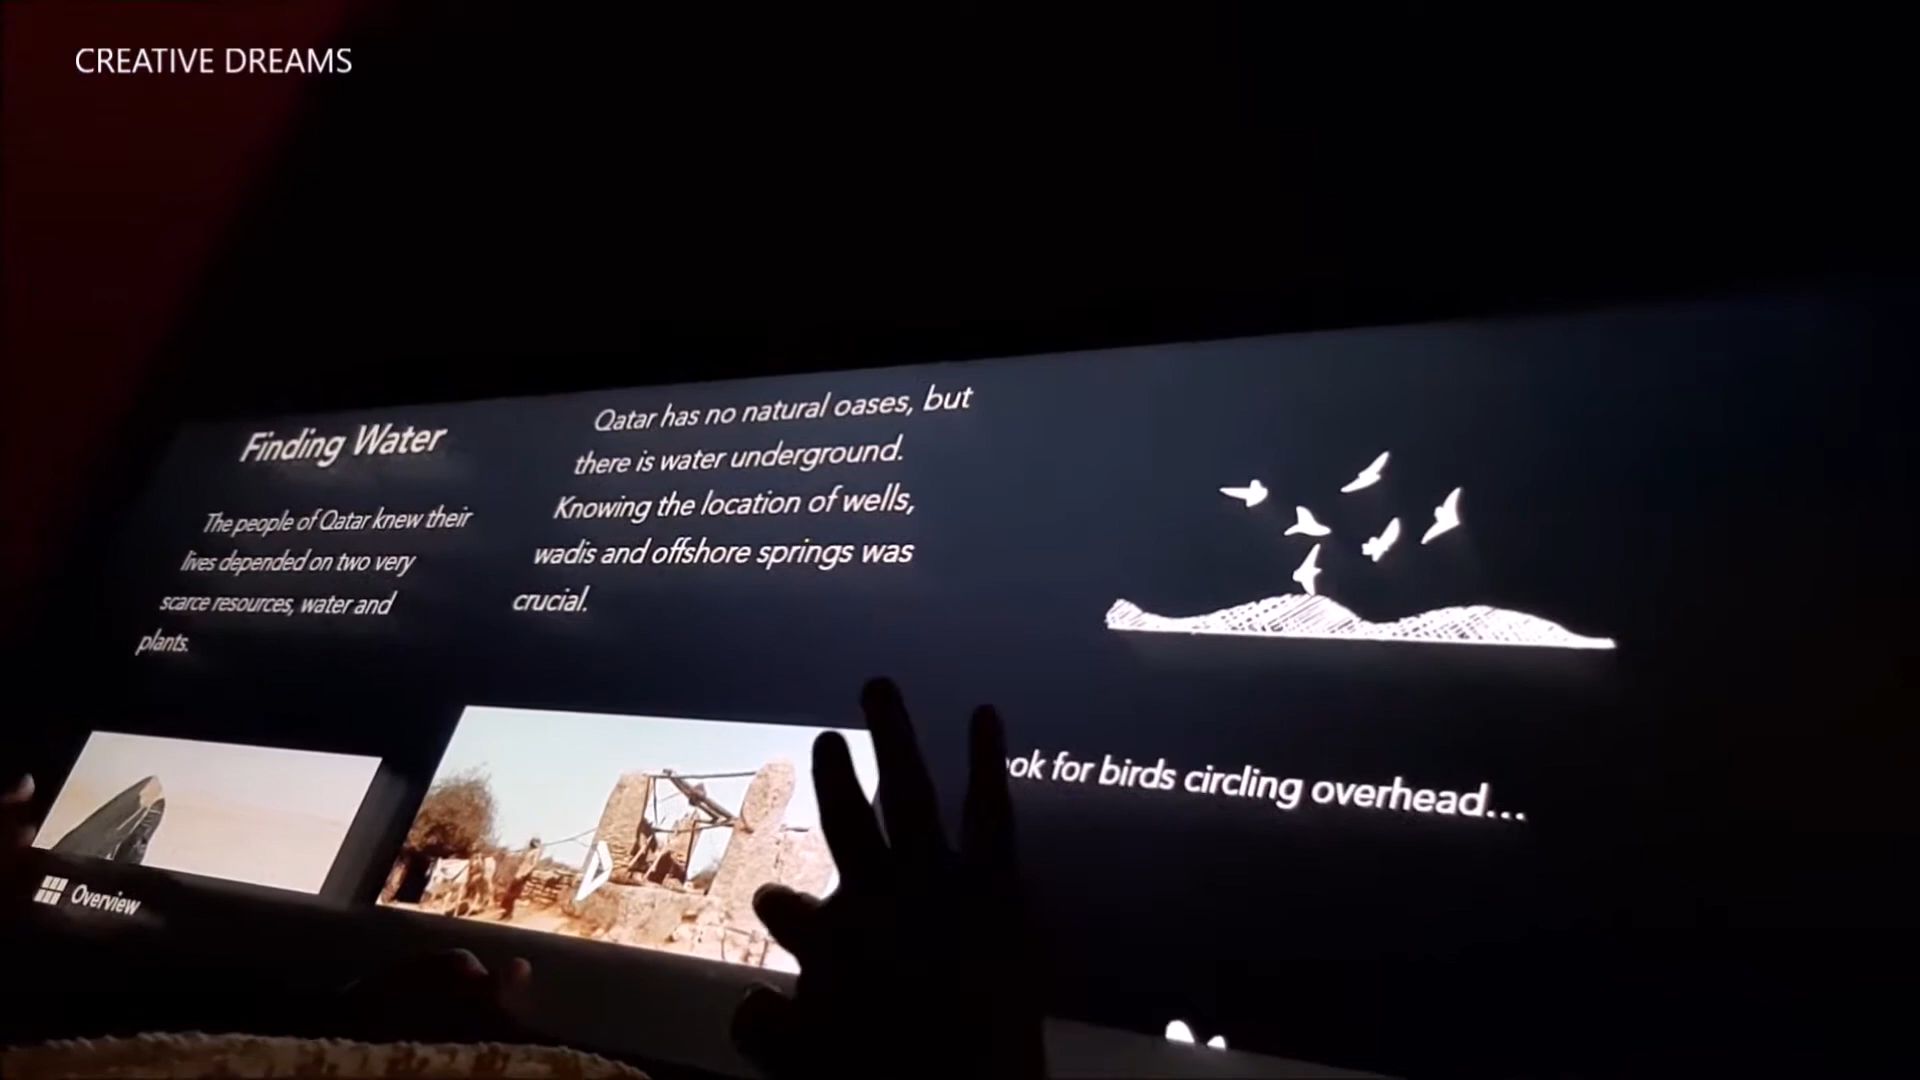 CREATIVE DREAMS
Finding Water
The people of Qatar knew their
lives depended on two very
scarce resources, water and
plants.
Qatar has no natural oases, but
there is water underground.
Knowing the location of wells,
wadis and offshore springs was
crucial.
for birds circling overhead...
Overview